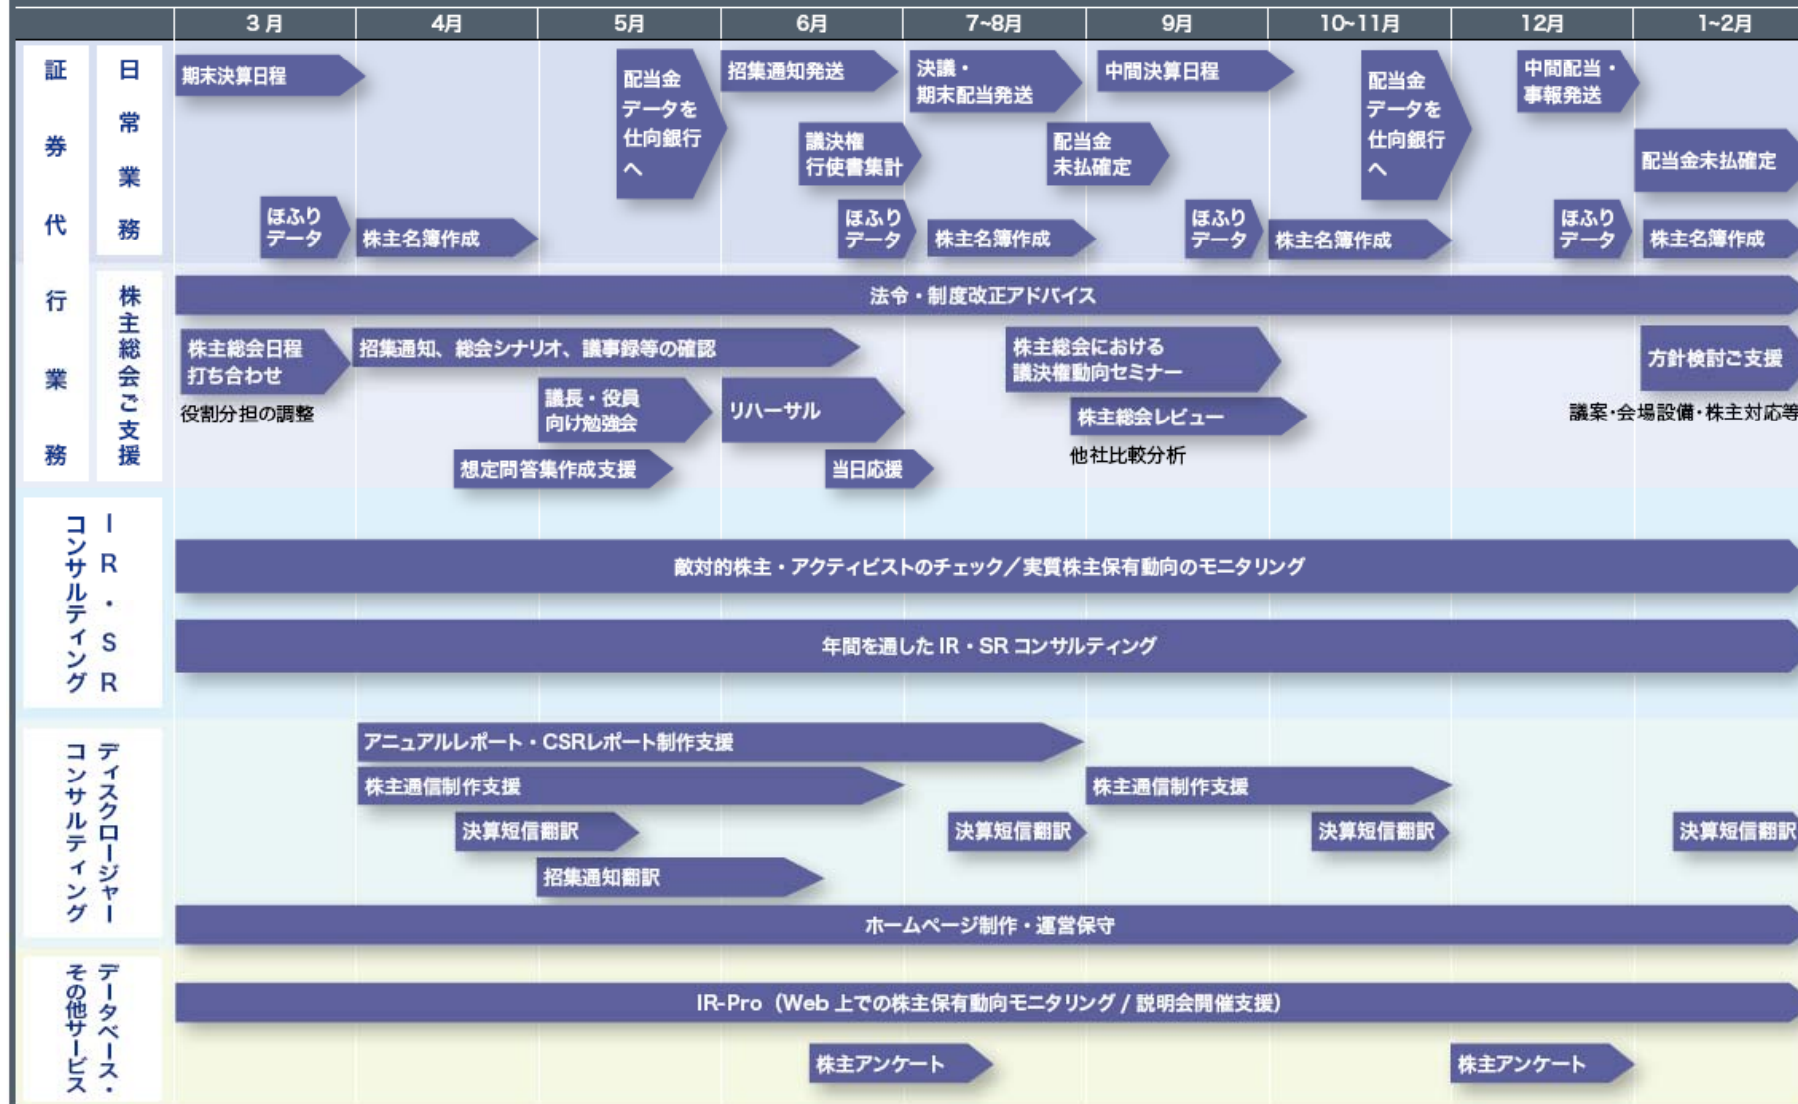 3月
4月
5月
6月
7~8月
9月
10~11月
12月
1~2月
証券代行業務
日常業務
期末決算日程
配当金
データを
仕向銀行
へ
招集通知発送
決議・
期末配当発送
中間決算日程
配当金
データを
仕向銀行
へ
中間配当・
事報発送
議決権
行使書集計
配当金
未払確定
配当金未払確定
ほふり
データ
株主名簿作成
ほふり
データ
株主名簿作成
ほふり
データ
株主名簿作成
ほふり
データ
株主名簿作成
株主総会ご支援
法令・制度改正アドバイス
株主総会日程
打ち合わせ
役割分担の調整
招集通知、総会シナリオ、議事録等の確認
株主総会における
議決権動向セミナー
方針検討ご支援
議案・会場設備・株主対応等
議長・役員
向け勉強会
リハーサル
株主総会レビュー
他社比較分析
想定問答集作成支援
当日応援
IR・SR
コンサルティング
敵対的株主・アクティビストのチェック／実質株主保有動向のモニタリング
年間を通した IR・SR コンサルティング
ディスクロージャー
コンサルティング
アニュアルレポート・CSRレポート制作支援
株主通信制作支援
株主通信制作支援
決算短信翻訳
決算短信翻訳
決算短信翻訳
決算短信翻訳
招集通知翻訳
ホームページ制作・運営保守
データベース・
その他サービス
IR-Pro（Web 上での株主保有動向モニタリング / 説明会開催支援）
株主アンケート
株主アンケート